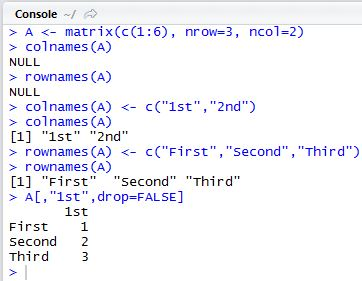 Console ~/
> A <- matrix(c(1:6), nrow=3, ncol=2)
> colnames(A)
NULL
> rownames(A)
NULL
> colnames(A) <- c("1st","2nd")
> colnames(A)
[1] "1st" "2nd"
> rownames(A) <- c("First","Second","Third")
> rownames(A)
[1] "First"  "Second" "Third"
> A[,"1st",drop=FALSE]
       1st
First    1
Second   2
Third    3
>